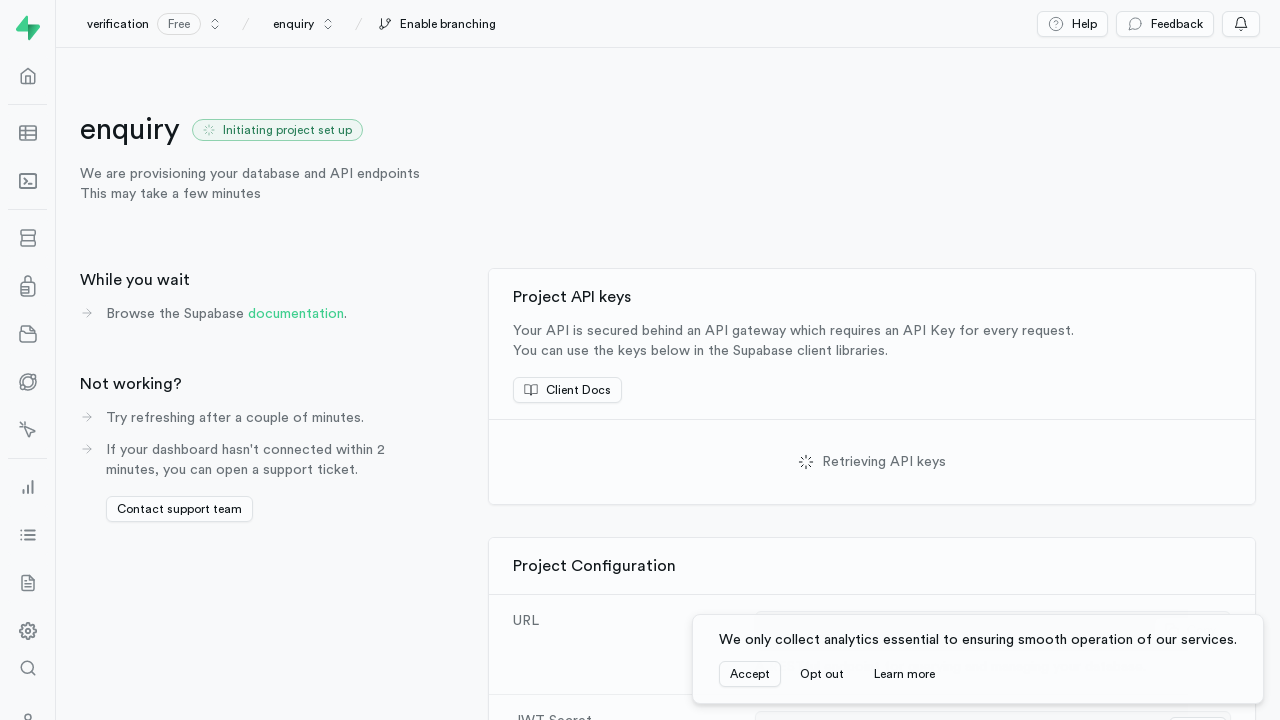 verification Free / enquiry / Enable branching Help Feedback
enquiry Initiating project set up
We are provisioning your database and API endpoints
This may take a few minutes
While you wait
Browse the Supabase documentation.
Not working?
Try refreshing after a couple of minutes.
If your dashboard hasn't connected within 2
minutes, you can open a support ticket.
Contact support team
Project API keys
Your API is secured behind an API gateway which requires an API Key for every request.
You can use the keys below in the Supabase client libraries.
Client Docs
Retrieving API keys
Project Configuration
URL
We only collect analytics essential to ensuring smooth operation of our services.
Accept Opt out Learn more
JWT Secret